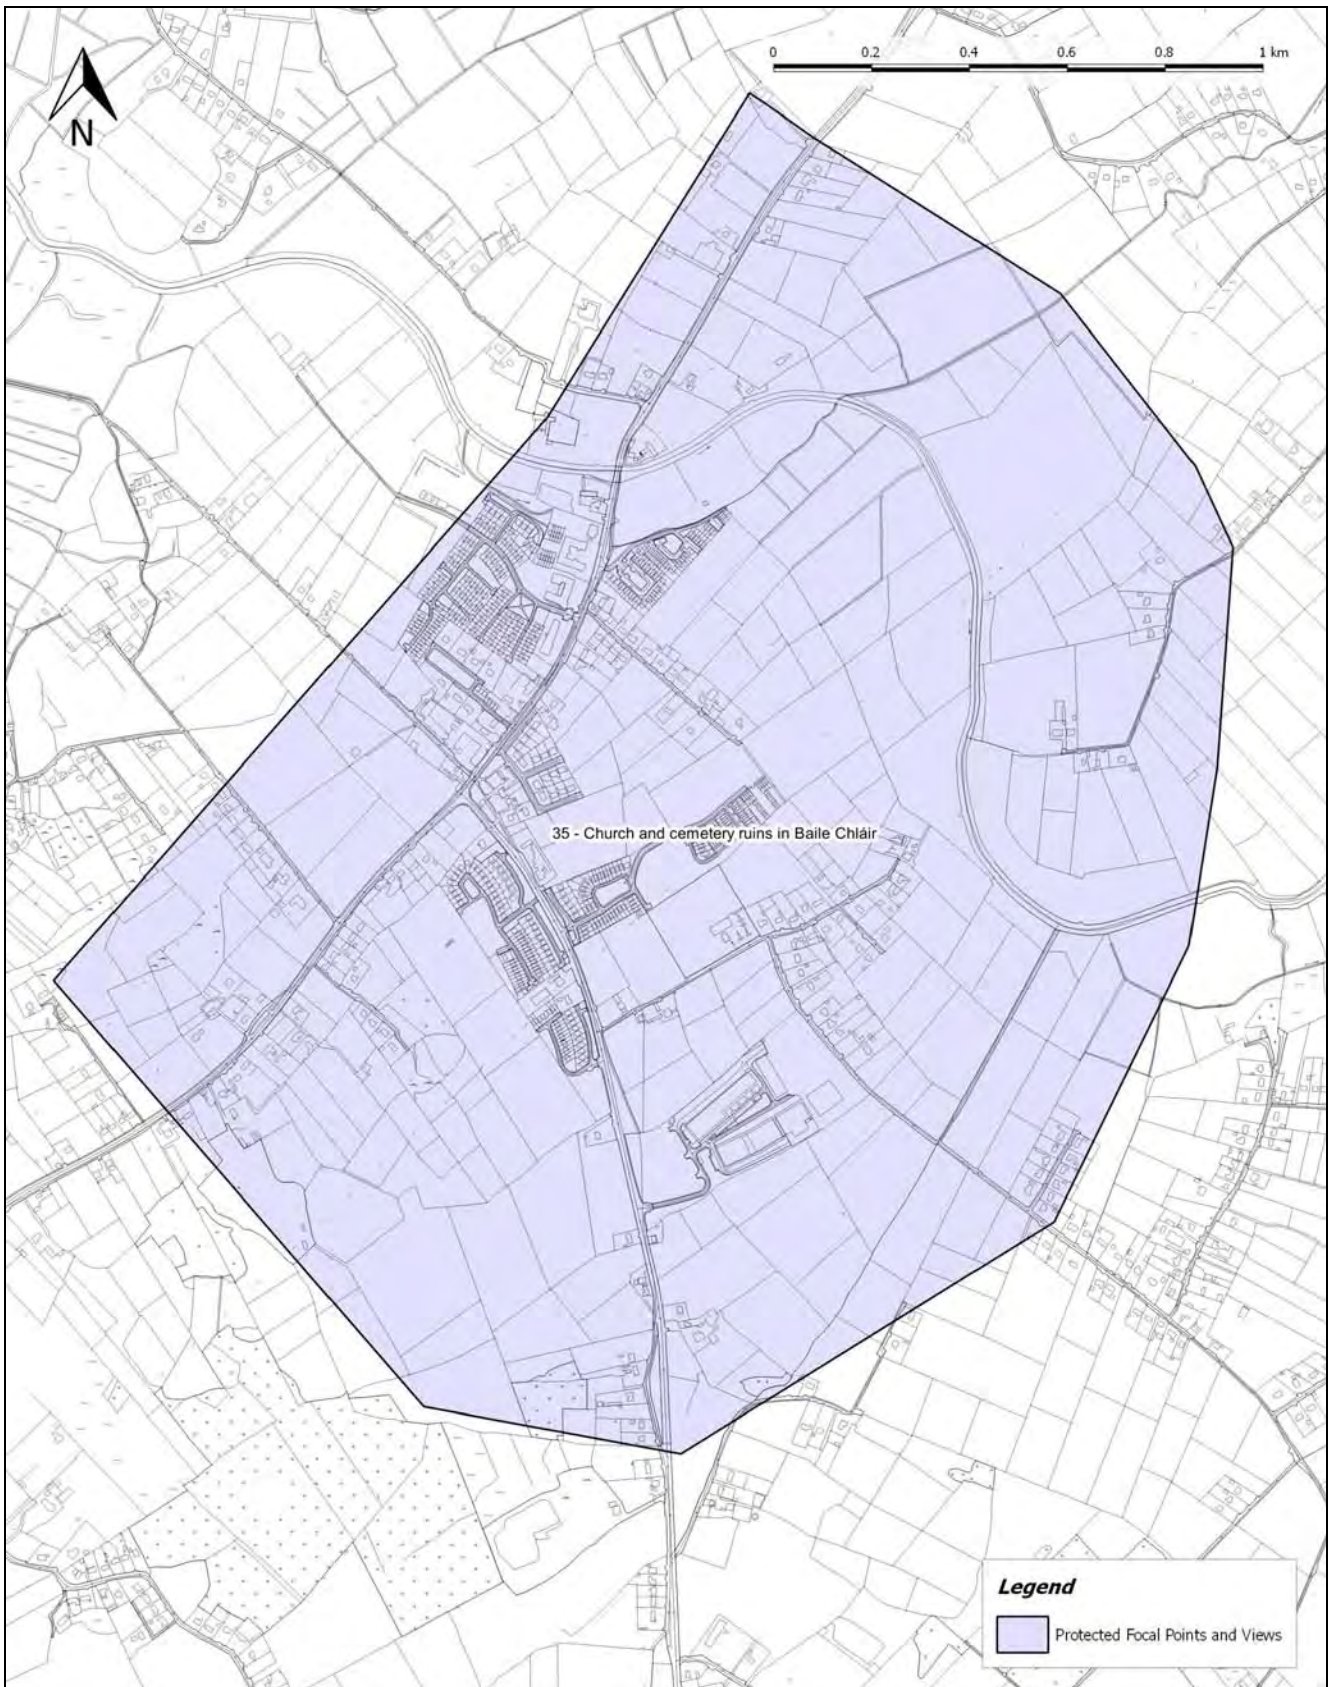 0 0.2 0.4 0.6 0.8 1 km
N
35 - Church and cemetery ruins in Baile Chláir
Legend
Protected Focal Points and Views